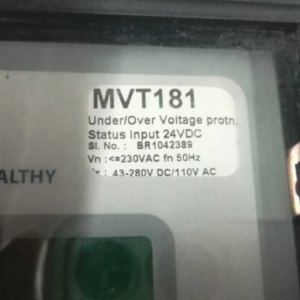 MVT181
Under/Over Voltage protn.
Status input 24VDC
Sl. No.: BR1042389
Vn : <=230VAC fn 50Hz
43-280V DC/110V AC
ALTHY